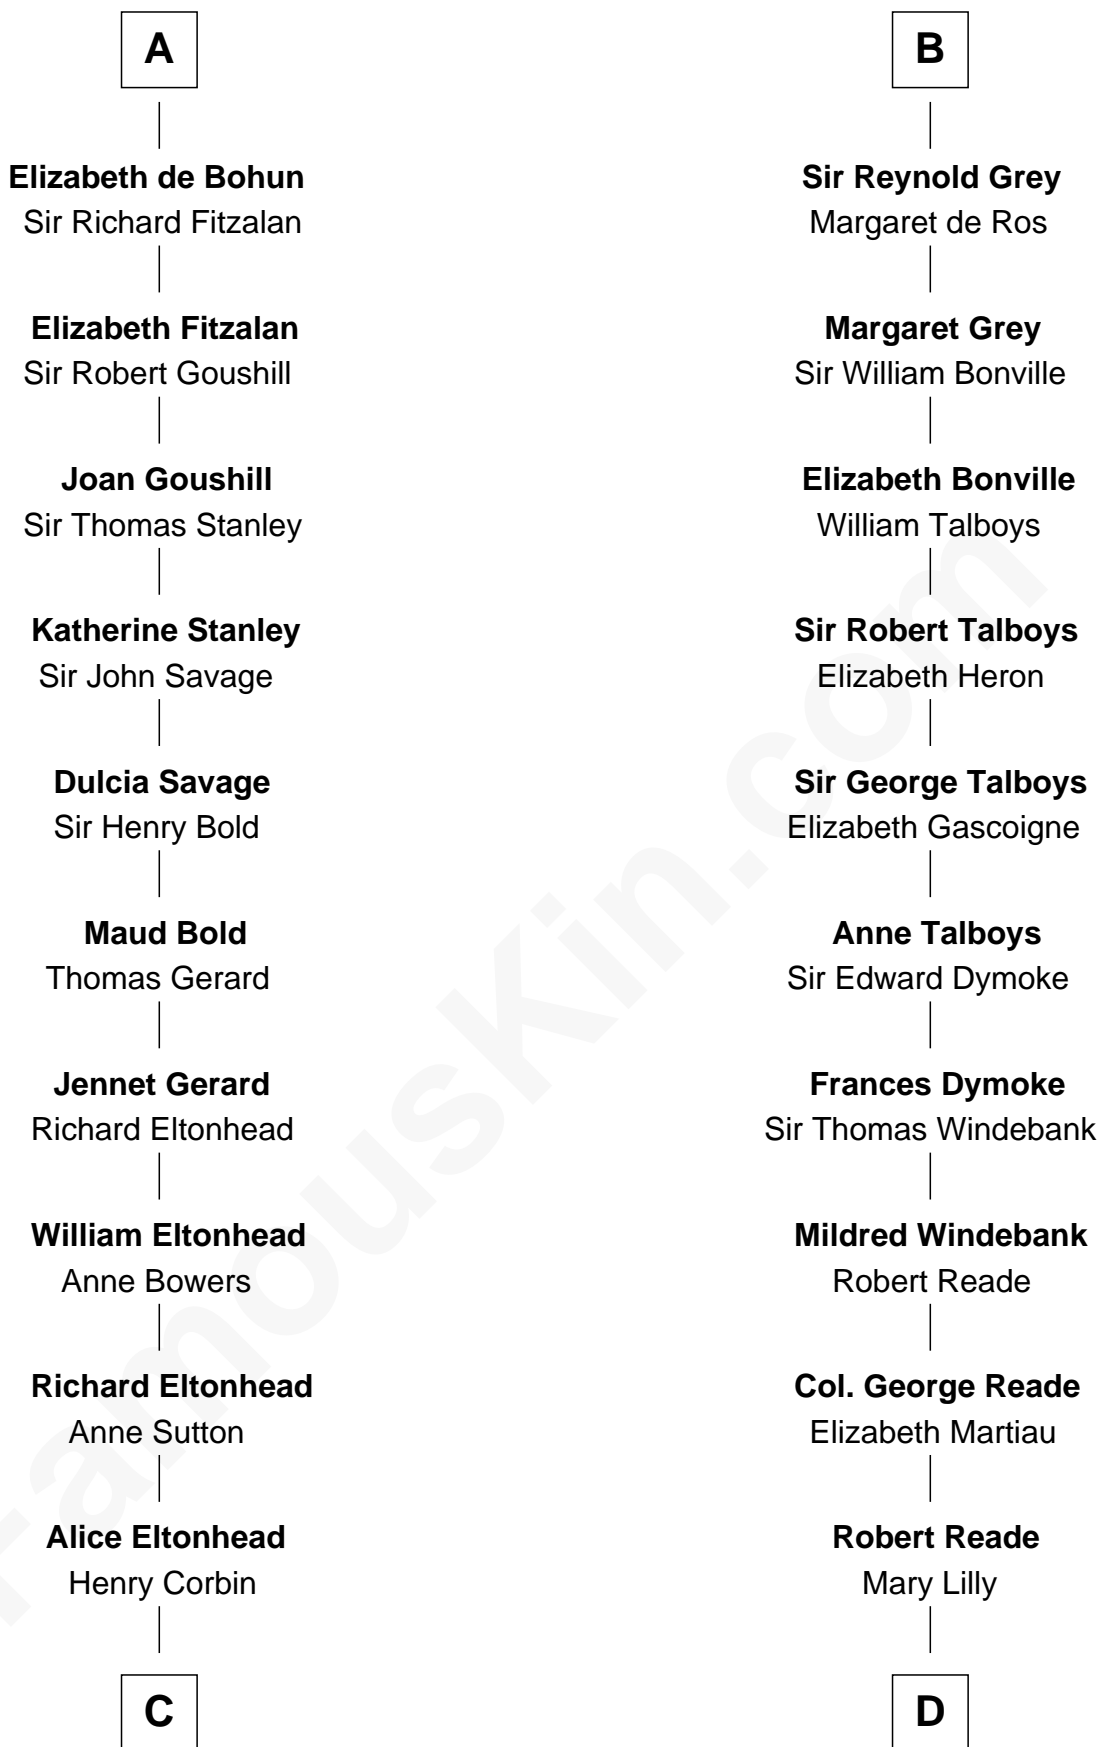 A
Elizabeth de Bohun
Sir Richard Fitzalan
Elizabeth Fitzalan
Sir Robert Goushill
Joan Goushill
Sir Thomas Stanley
Katherine Stanley
Sir John Savage
Dulcia Savage
Sir Henry Bold
Maud Bold
Thomas Gerard
Jennet Gerard
Richard Eltonhead
William Eltonhead
Anne Bowers
Richard Eltonhead
Anne Sutton
Alice Eltonhead
Henry Corbin
C
B
Sir Reynold Grey
Margaret de Ros
Margaret Grey
Sir William Bonville
Elizabeth Bonville
William Talboys
Sir Robert Talboys
Elizabeth Heron
Sir George Talboys
Elizabeth Gascoigne
Anne Talboys
Sir Edward Dymoke
Frances Dymoke
Sir Thomas Windebank
Mildred Windebank
Robert Reade
Col. George Reade
Elizabeth Martiau
Robert Reade
Mary Lilly
D
FamousKin.com